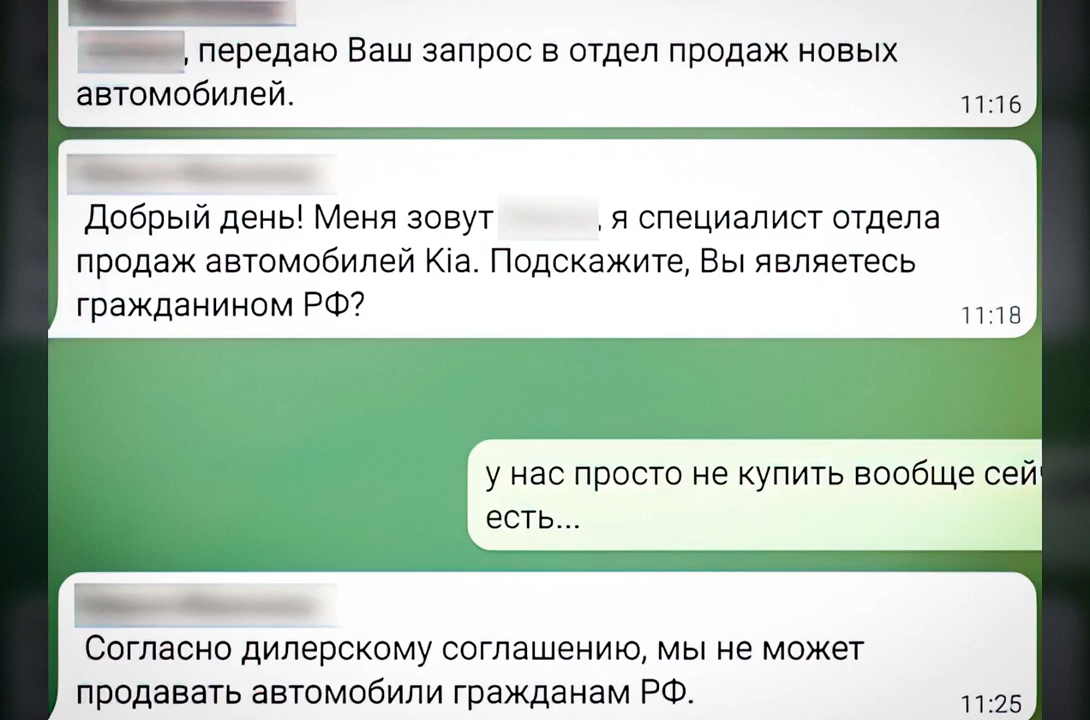 , передаю Ваш запрос в отдел продаж новых
автомобилей.
11:16
Добрый день! Меня зовут , я специалист отдела
продаж автомобилей Kia. Подскажите, Вы являетесь
гражданином РФ?
11:18
у нас просто не купить вообще сей
есть...
Согласно дилерскому соглашению, мы не может
продавать автомобили гражданам РФ.
11:25